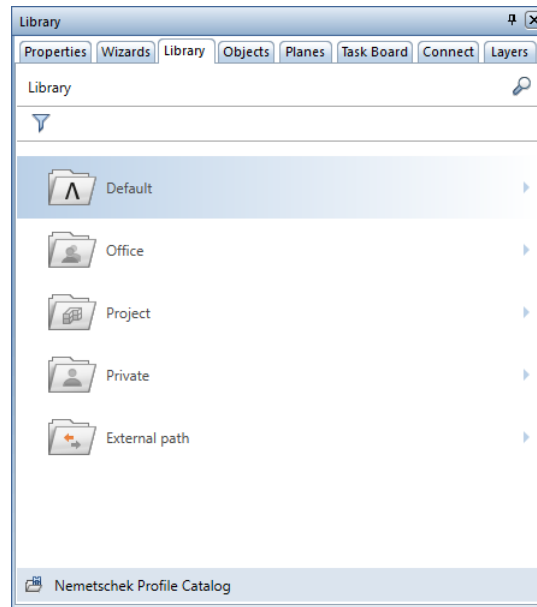 Library
Properties Wizards Library Objects Planes Task Board Connect Layers
Library
Default
Office
Project
Private
External path
Nemetschek Profile Catalog